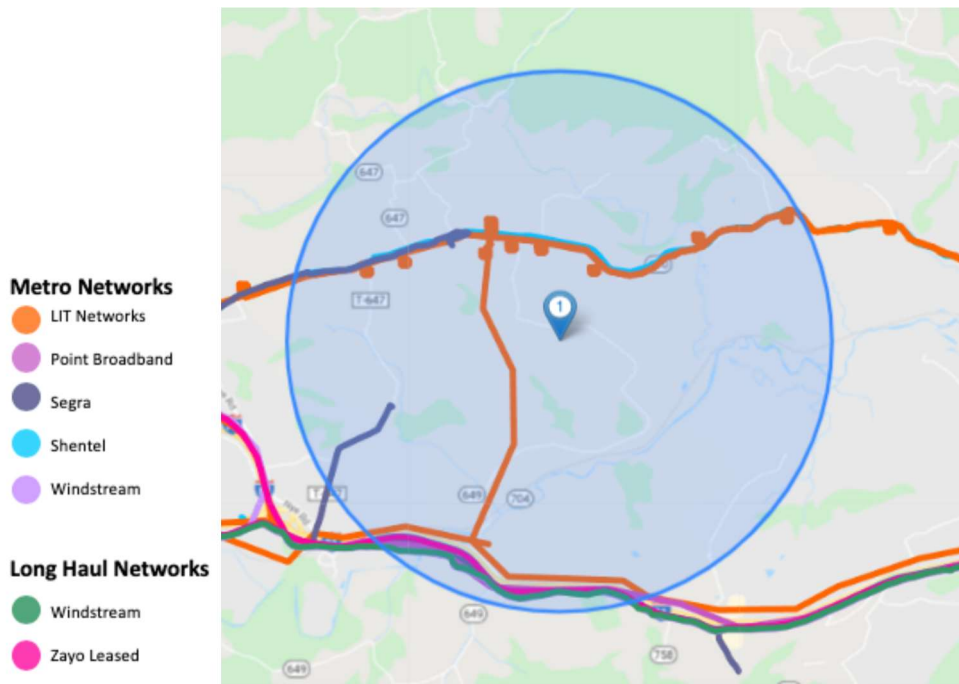 647
647
T-647
1
Metro Networks
LIT Networks
Point Broadband
Segra
Shentel
Windstream
649
704
Long Haul Networks
Windstream
Zayo Leased
649
758
649